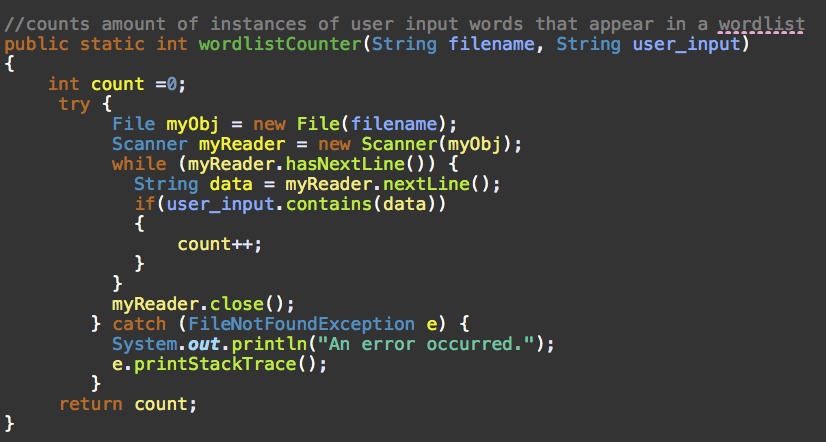 //counts amount of instances of user input words that appear in a wordlist
public static int wordlistCounter(String filename, String user_input)
{
    int count =0;
     try {
          File myObj = new File(filename);
          Scanner myReader = new Scanner(myObj);
          while (myReader.hasNextLine()) {
            String data = myReader.nextLine();
            if(user_input.contains(data))
            {
                count++;
            }
          }
          myReader.close();
        } catch (FileNotFoundException e) {
          System.out.println("An error occurred.");
          e.printStackTrace();
        }
     return count;
}